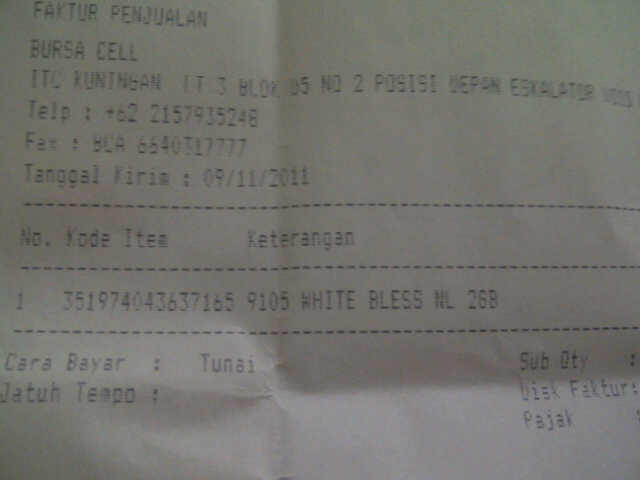 FAKTUR PENJUALAN
BURSA CELL
ITC KUNINGAN LT.3 BLOK D5 NO 2 POSISI DEPAN ESKALATOR
Telp : +62 2157935248
Fax : BCA 6640317777
Tanggal Kirim : 09/11/2011
No. Kode Item Keterangan
1 351974043637165 9105 WHITE BLESS NL 2GB
Cara Bayar : Tunai Sub Qty :
Jatuh Tempo : Disk Faktur:
Pajak :